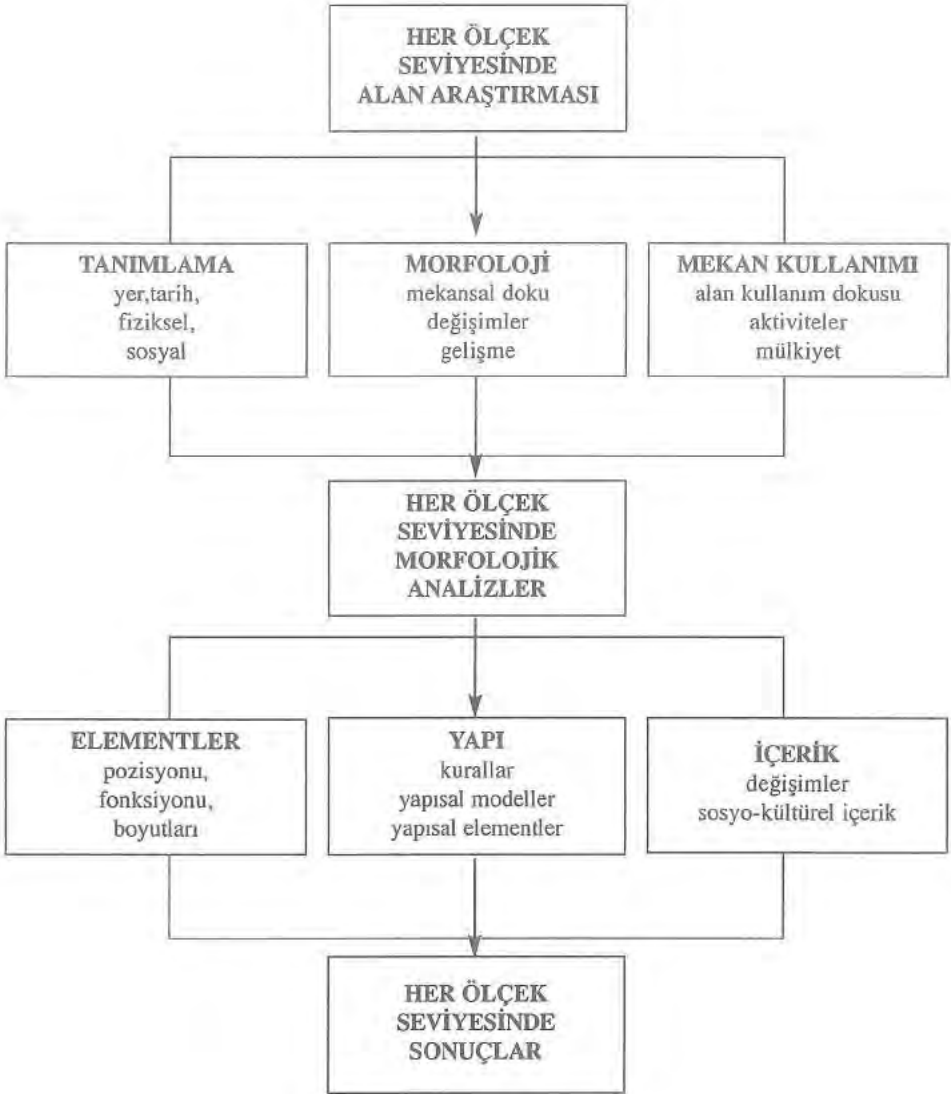 HER ÖLÇEK
SEVİYESİNDE
ALAN ARAŞTIRMASI
TANIMLAMA
yer,tarih,
fiziksel,
sosyal
MORFOLOJİ
mekansal doku
değişimler
gelişme
MEKAN KULLANIMI
alan kullanım dokusu
aktiviteler
mülkiyet
HER ÖLÇEK
SEVİYESİNDE
MORFOLOJİK
ANALİZLER
ELEMENTLER
pozisyonu,
fonksiyonu,
boyutları
YAPI
kurallar
yapısal modeller
yapısal elementler
İÇERİK
değişimler
sosyo-kültürel içerik
HER ÖLÇEK
SEVİYESİNDE
SONUÇLAR